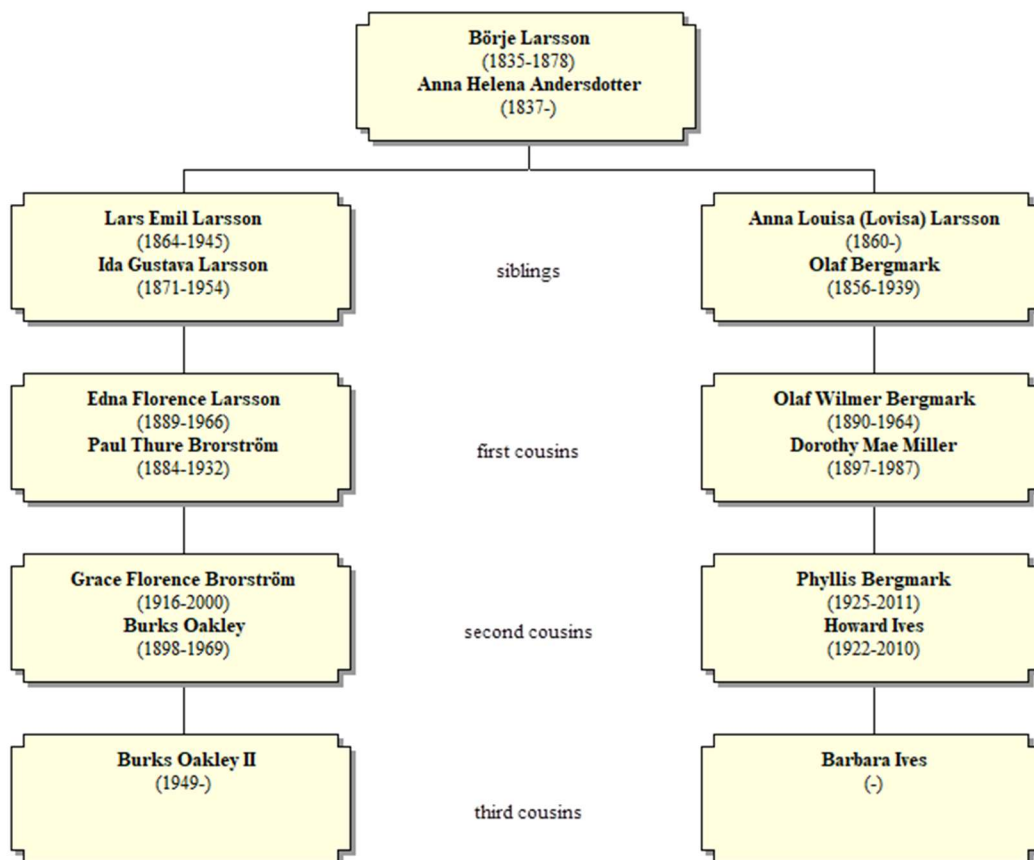 Börje Larsson
(1835-1878)
Anna Helena Andersdotter
(1837-)
Lars Emil Larsson
(1864-1945)
Ida Gustava Larsson
(1871-1954)
siblings
Anna Louisa (Lovisa) Larsson
(1860-)
Olaf Bergmark
(1856-1939)
Edna Florence Larsson
(1889-1966)
Paul Thure Brorström
(1884-1932)
first cousins
Olaf Wilmer Bergmark
(1890-1964)
Dorothy Mae Miller
(1897-1987)
Grace Florence Brorström
(1916-2000)
Burks Oakley
(1898-1969)
second cousins
Phyllis Bergmark
(1925-2011)
Howard Ives
(1922-2010)
Burks Oakley II
(1949-)
third cousins
Barbara Ives
(-)